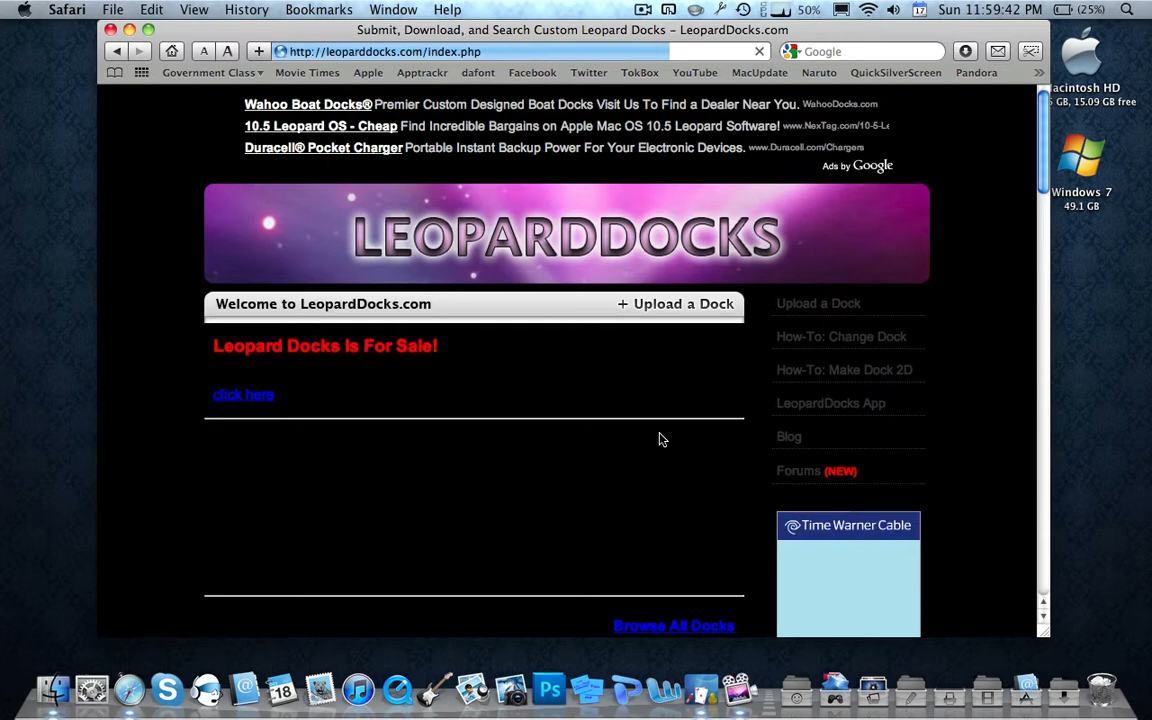 Safari File Edit View History Bookmarks Window Help 50% 17 Sun 11:59:42 PM (25%)
Submit, Download, and Search Custom Leopard Docks – LeopardDocks.com
A A + http://leoparddocks.com/index.php Google
Government Class Movie Times Apple Apptrackr dafont Facebook Twitter TokBox YouTube MacUpdate Naruto QuickSilverScreen Pandora
Macintosh HD
GB, 15.09 GB free
Wahoo Boat Docks® Premier Custom Designed Boat Docks Visit Us To Find a Dealer Near You. WahooDocks.com
10.5 Leopard OS - Cheap Find Incredible Bargains on Apple Mac OS 10.5 Leopard Software! www.NexTag.com/10-5-Le
Duracell® Pocket Charger Portable Instant Backup Power For Your Electronic Devices. www.Duracell.com/Chargers
Ads by Google
Windows 7
49.1 GB
LEOPARDDOCKS
Welcome to LeopardDocks.com + Upload a Dock
Leopard Docks Is For Sale!
click here
Upload a Dock
How-To: Change Dock
How-To: Make Dock 2D
LeopardDocks App
Blog
Forums (NEW)
Time Warner Cable
Browse All Docks
18
Ps